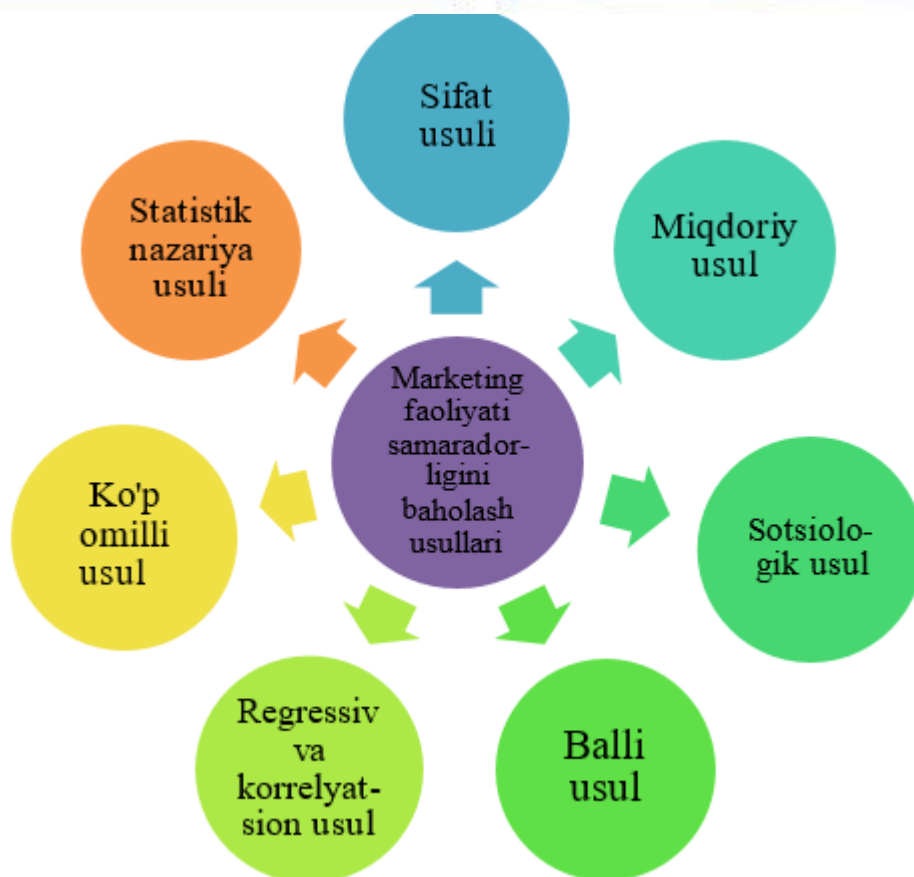 Sifat
usuli
Miqdoriy
usul
Sotsiolo-
gik usul
Balli
usul
Regressiv
va
korrelyat-
sion usul
Ko'p
omilli
usul
Statistik
nazariya
usuli
Marketing
faoliyati
samarador-
ligini
baholash
usullari